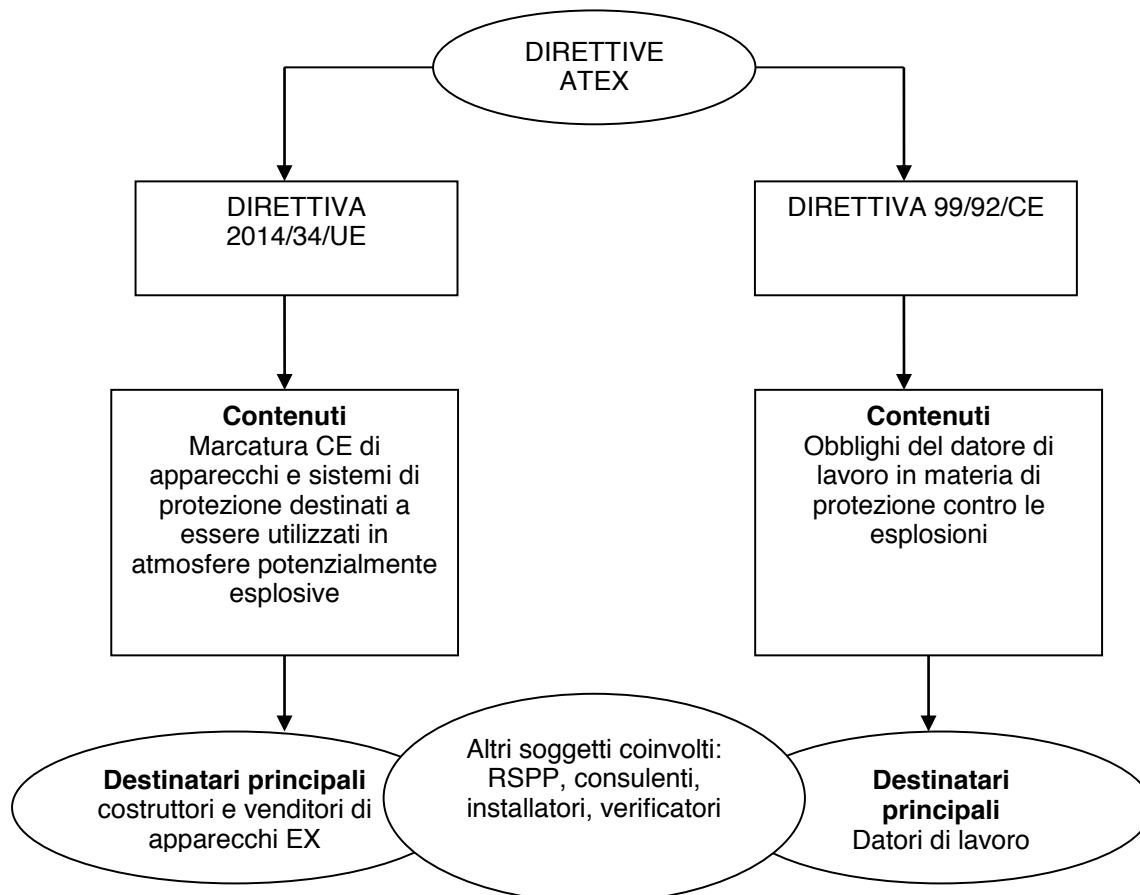 DIRETTIVE
ATEX
DIRETTIVA
2014/34/UE
DIRETTIVA 99/92/CE
Contenuti
Marcatura CE di
apparecchi e sistemi di
protezione destinati a
essere utilizzati in
atmosfere potenzialmente
esplosive
Contenuti
Obblighi del datore di
lavoro in materia di
protezione contro le
esplosioni
Destinatari principali
costruttori e venditori di
apparecchi EX
Altri soggetti coinvolti:
RSPP, consulenti,
installatori, verificatori
Destinatari
principali
Datori di lavoro